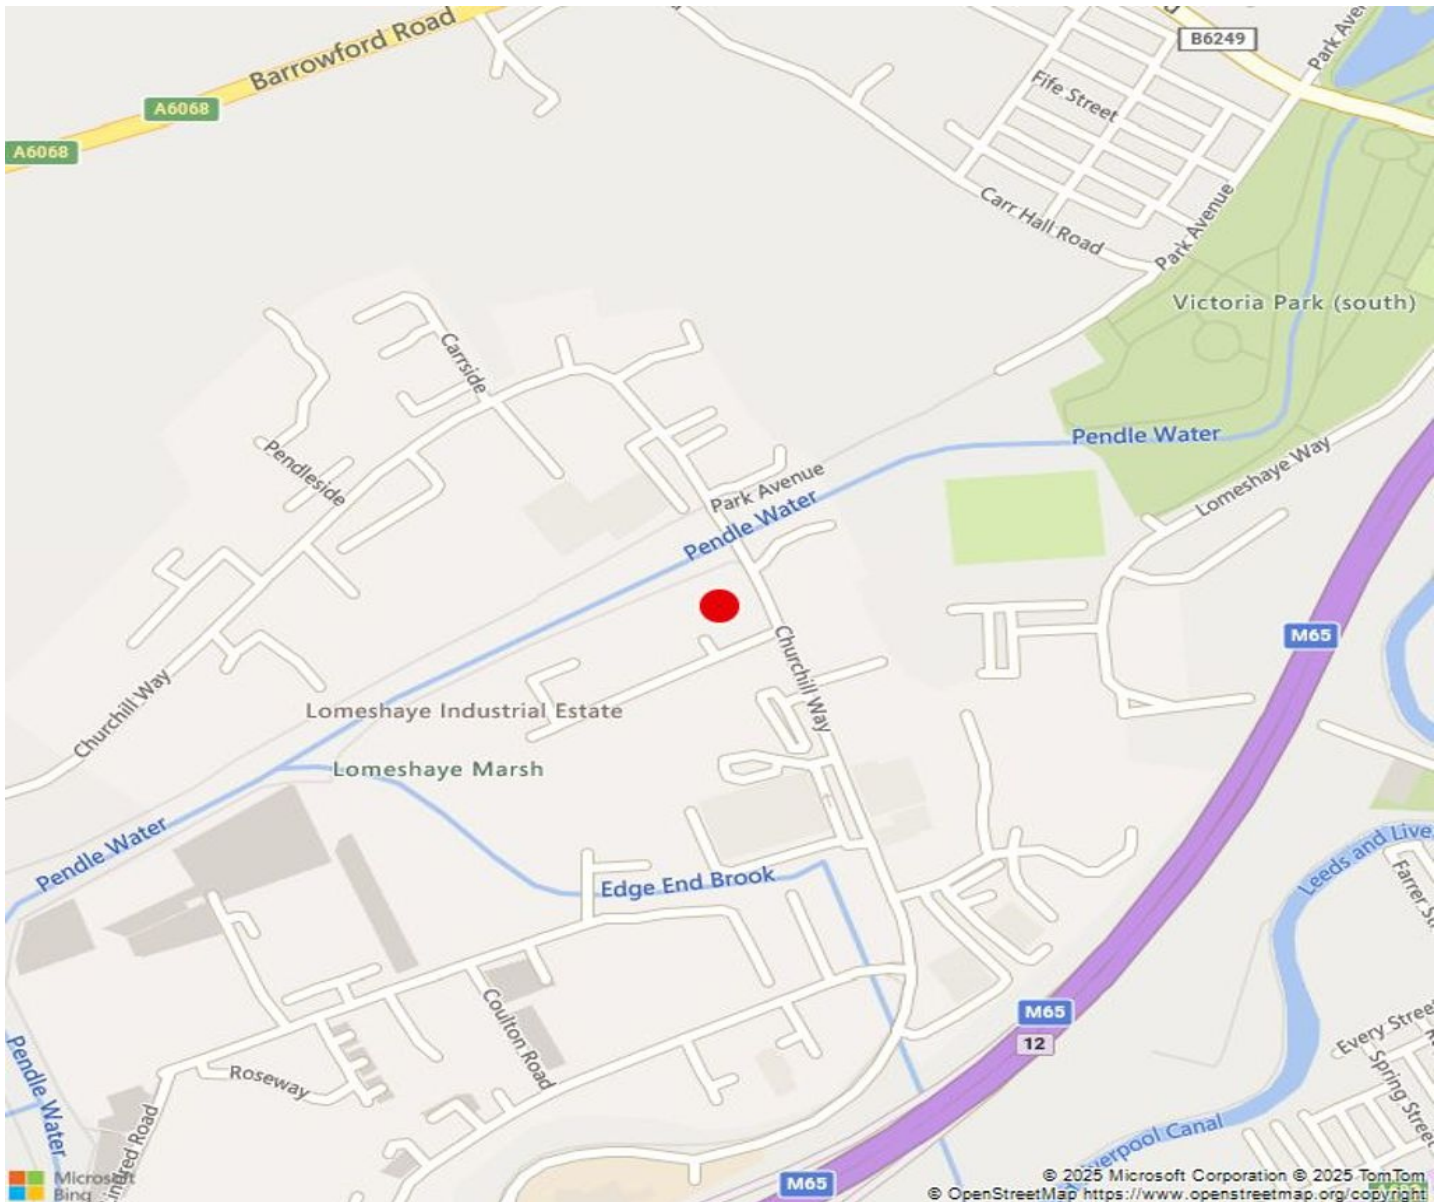 Barrowford Road
A6068
A6068
B6249
Park Ave
Fife Street
Carr Hall Road
Park Avenue
Victoria Park (south)
Carrside
Pendleside
Pendle Water
Lomeshaye Way
Park Avenue
Pendle Water
M65
Churchill Way
Churchill Way
Lomeshaye Industrial Estate
Lomeshaye Marsh
Pendle Water
Edge End Brook
Leeds and Live
Farrer St
Coulton Road
M65
12
Every Stree
Spring Street
Pendle Water
Roseway
ndred Road
verpool Canal
M65
Microsoft
Bing
© 2025 Microsoft Corporation © 2025 TomTom
© OpenStreetMap https://www.openstreetmap.org/copyright